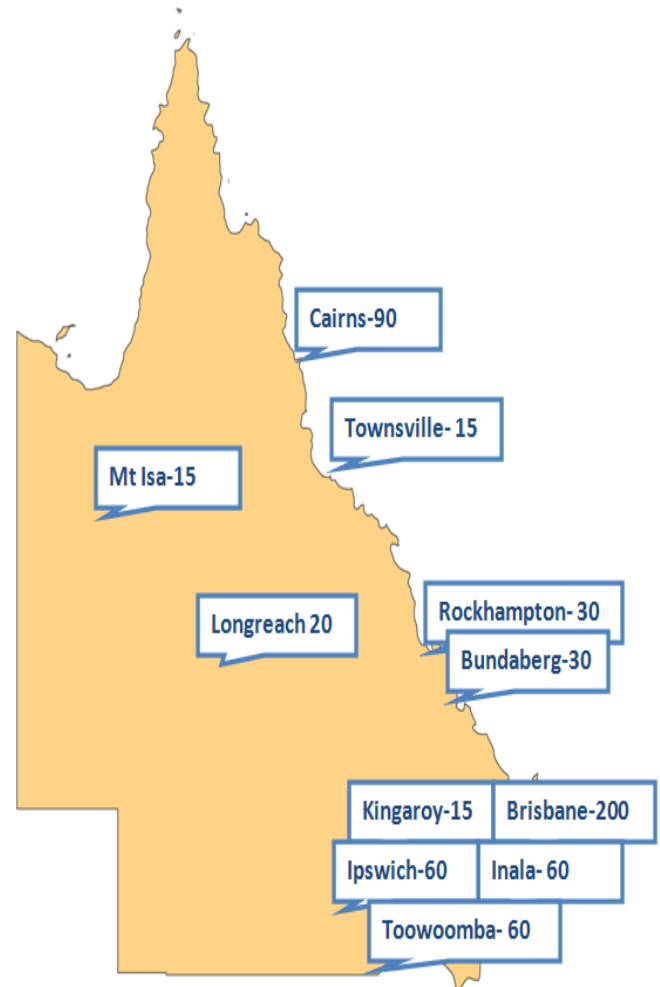 Cairns-90
Townsville- 15
Mt Isa-15
Longreach 20
Rockhampton- 30
Bundaberg-30
Kingaroy-15
Brisbane-200
Ipswich-60
Inala- 60
Toowoomba- 60